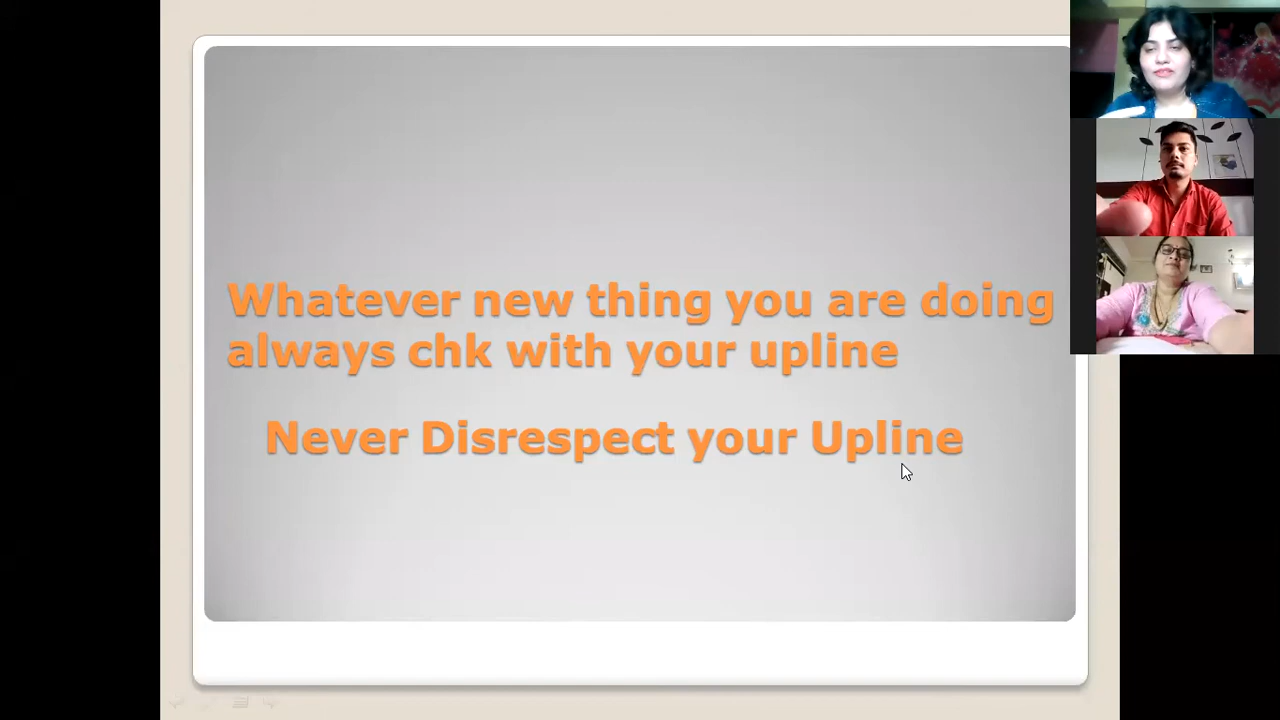 Whatever new thing you are doing
always chk with your upline
Never Disrespect your Upline